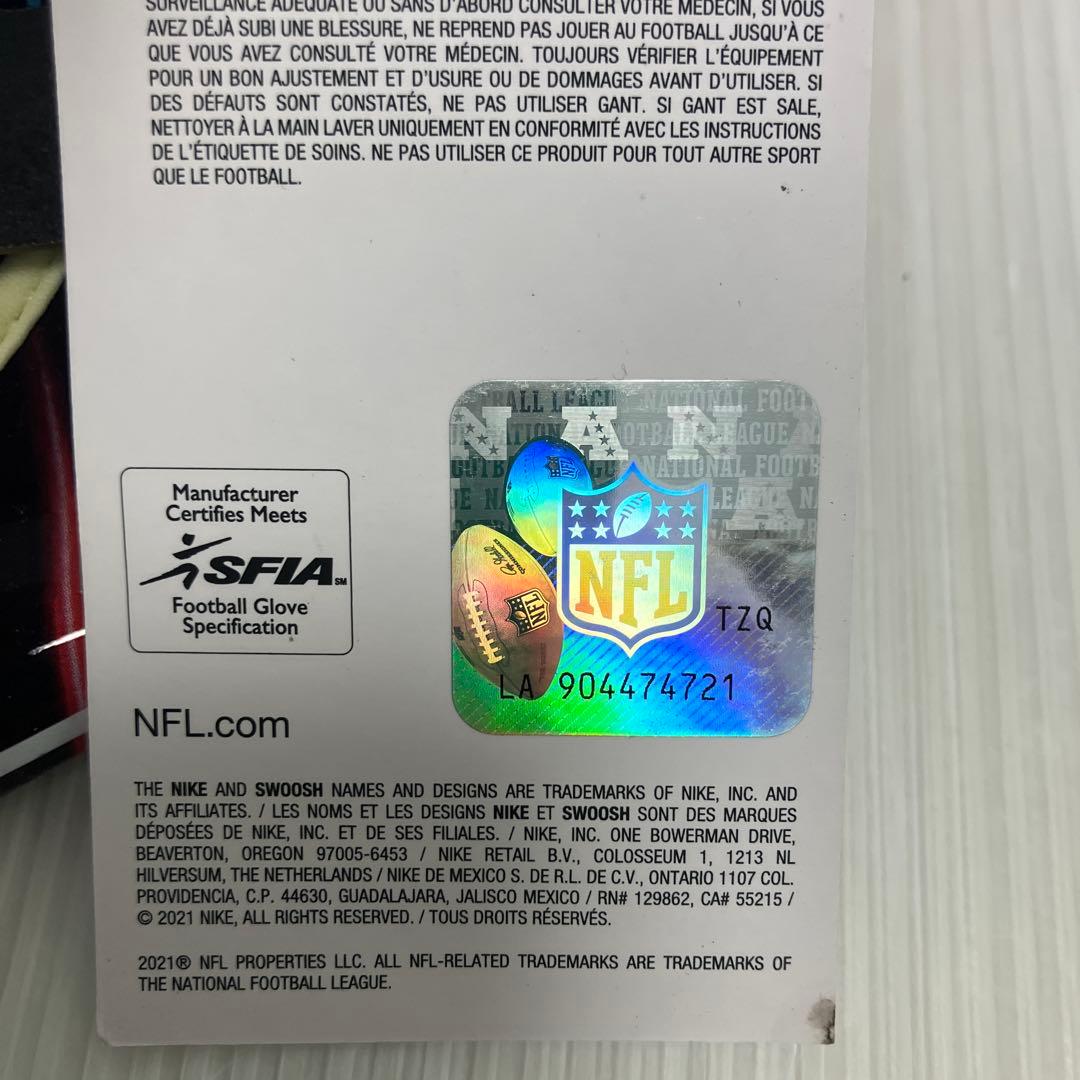 SURVEILLANCE ADÉQUATE OU SANS D'ABORD CONSULTER VOTRE MÉDECIN, SI VOUS
AVEZ DÉJÀ SUBI UNE BLESSURE, NE REPREND PAS JOUER AU FOOTBALL JUSQU'À CE
QUE VOUS AVEZ CONSULTÉ VOTRE MÉDECIN. TOUJOURS VÉRIFIER L'ÉQUIPEMENT
POUR UN BON AJUSTEMENT ET D'USURE OU DE DOMMAGES AVANT D'UTILISER. SI
DES DÉFAUTS SONT CONSTATÉS, NE PAS UTILISER GANT. SI GANT EST SALE,
NETTOYER À LA MAIN LAVER UNIQUEMENT EN CONFORMITÉ AVEC LES INSTRUCTIONS
DE L'ÉTIQUETTE DE SOINS. NE PAS UTILISER CE PRODUIT POUR TOUT AUTRE SPORT
QUE LE FOOTBALL.
Manufacturer
Certifies Meets
SFIA SM
Football Glove
Specification
NATIONAL FOOT
N A N
NATIONAL FOOTB
A
NFL
NFL
NFL
TZQ
LA 904474721
NFL.com
THE NIKE AND SWOOSH NAMES AND DESIGNS ARE TRADEMARKS OF NIKE, INC. AND
ITS AFFILIATES. / LES NOMS ET LES DESIGNS NIKE ET SWOOSH SONT DES MARQUES
DÉPOSÉES DE NIKE, INC. ET DE SES FILIALES. / NIKE, INC. ONE BOWERMAN DRIVE,
BEAVERTON, OREGON 97005-6453 / NIKE RETAIL B.V., COLOSSEUM 1, 1213 NL
HILVERSUM, THE NETHERLANDS / NIKE DE MEXICO S. DE R.L. DE C.V., ONTARIO 1107 COL.
PROVIDENCIA, C.P. 44630, GUADALAJARA, JALISCO MEXICO / RN# 129862, CA# 55215 /
© 2021 NIKE, ALL RIGHTS RESERVED. / TOUS DROITS RÉSERVÉS.
2021® NFL PROPERTIES LLC. ALL NFL-RELATED TRADEMARKS ARE TRADEMARKS OF
THE NATIONAL FOOTBALL LEAGUE.